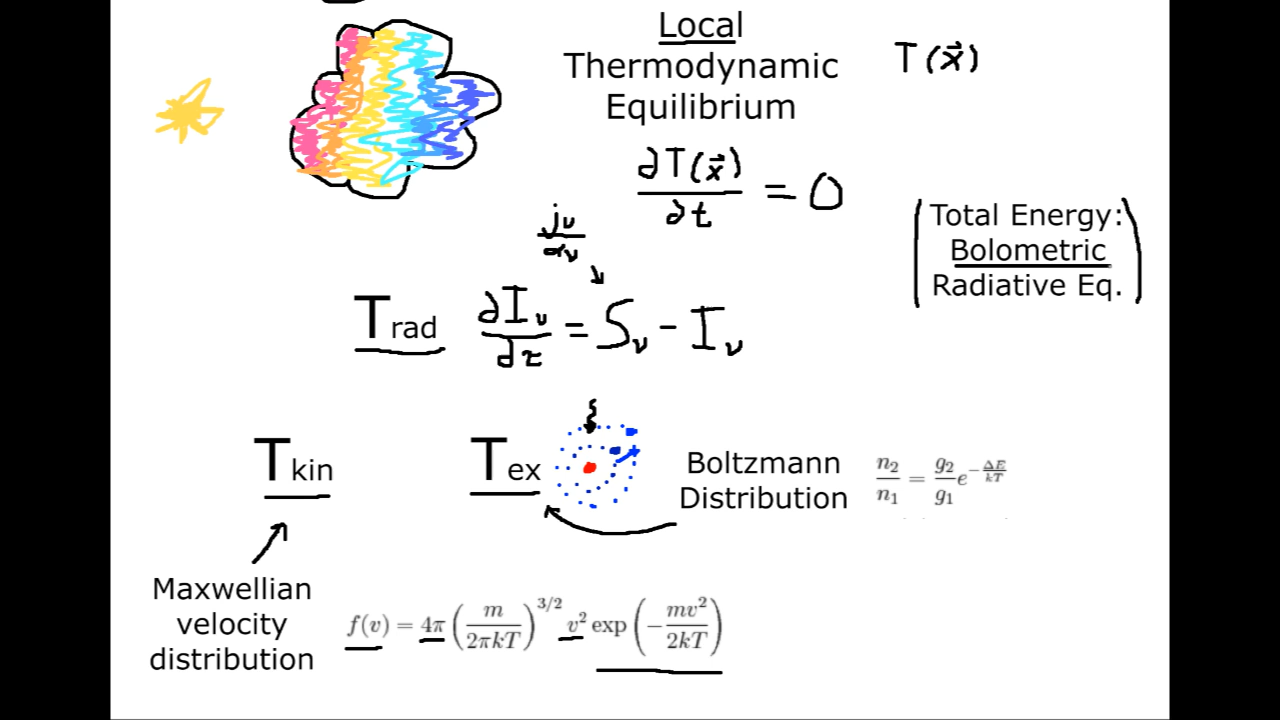 Local
Thermodynamic
Equilibrium
T(x⃗)
∂T(x⃗)/∂t = 0
(Total Energy:
Bolometric
Radiative Eq.)
jν/αν
Trad ∂Iν/∂τ = Sν - Iν
Tkin
Tex
Boltzmann
Distribution
n₂/n₁ = g₂/g₁ e^(-ΔE/kT)
Maxwellian
velocity
distribution
f(v) = 4π (m/2πkT)^(3/2) v² exp(-mv²/2kT)